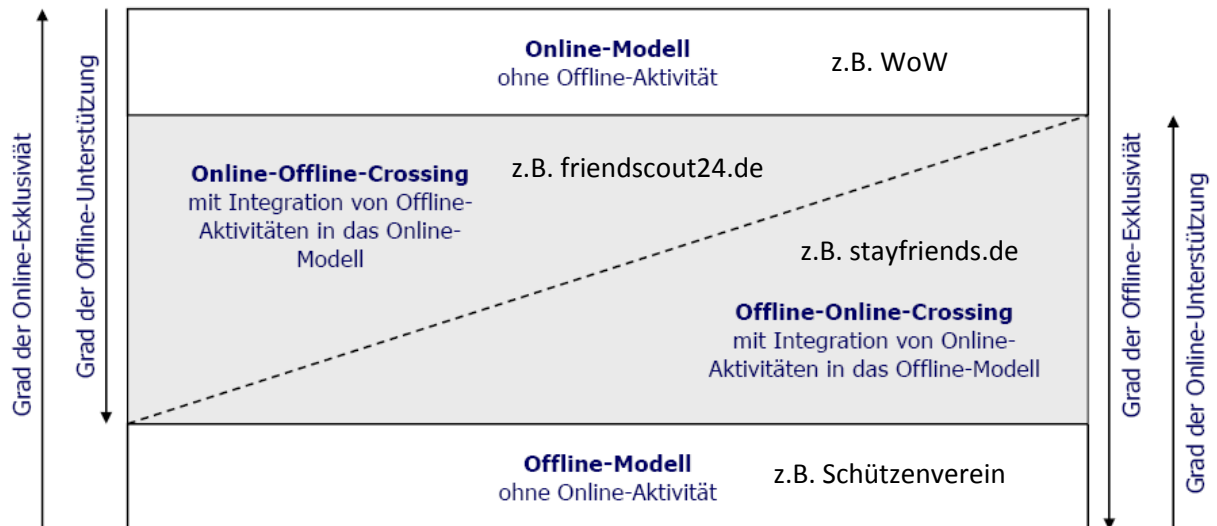 Online-Modell
ohne Offline-Aktivität
z.B. WoW
Grad der Online-Exklusiviät
Grad der Offline-Unterstützung
Online-Offline-Crossing
mit Integration von Offline-
Aktivitäten in das Online-
Modell
z.B. friendscout24.de
z.B. stayfriends.de
Offline-Online-Crossing
mit Integration von Online-
Aktivitäten in das Offline-Modell
Grad der Offline-Exklusiviät
Grad der Online-Unterstützung
Offline-Modell
ohne Online-Aktivität
z.B. Schützenverein